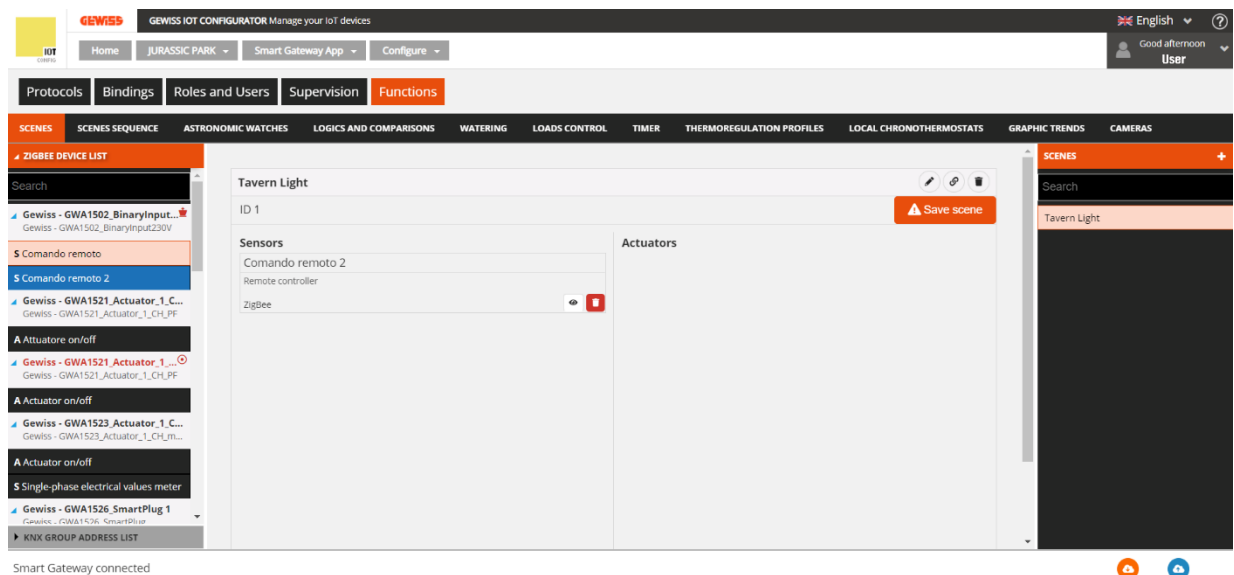 GEWISS GEWISS IOT CONFIGURATOR Manage your IoT devices English ?
IOT
CONFIG
Home JURASSIC PARK Smart Gateway App Configure
Good afternoon
User
Protocols Bindings Roles and Users Supervision Functions
SCENES SCENES SEQUENCE ASTRONOMIC WATCHES LOGICS AND COMPARISONS WATERING LOADS CONTROL TIMER THERMOREGULATION PROFILES LOCAL CHRONOTHERMOSTATS GRAPHIC TRENDS CAMERAS
ZIGBEE DEVICE LIST
Search
Gewiss - GWA1502_BinaryInput...
Gewiss - GWA1502_BinaryInput230V
S Comando remoto
S Comando remoto 2
Gewiss - GWA1521_Actuator_1_C...
Gewiss - GWA1521_Actuator_1_CH_PF
A Attuatore on/off
Gewiss - GWA1521_Actuator_1_...
Gewiss - GWA1521_Actuator_1_CH_PF
A Actuator on/off
Gewiss - GWA1523_Actuator_1_C...
Gewiss - GWA1523_Actuator_1_CH_m...
A Actuator on/off
S Single-phase electrical values meter
Gewiss - GWA1526_SmartPlug 1
Gewiss - GWA1526_SmartPlug
KNX GROUP ADDRESS LIST
Tavern Light
ID 1
Save scene
Sensors
Comando remoto 2
Remote controller
ZigBee
Actuators
SCENES +
Search
Tavern Light
Smart Gateway connected